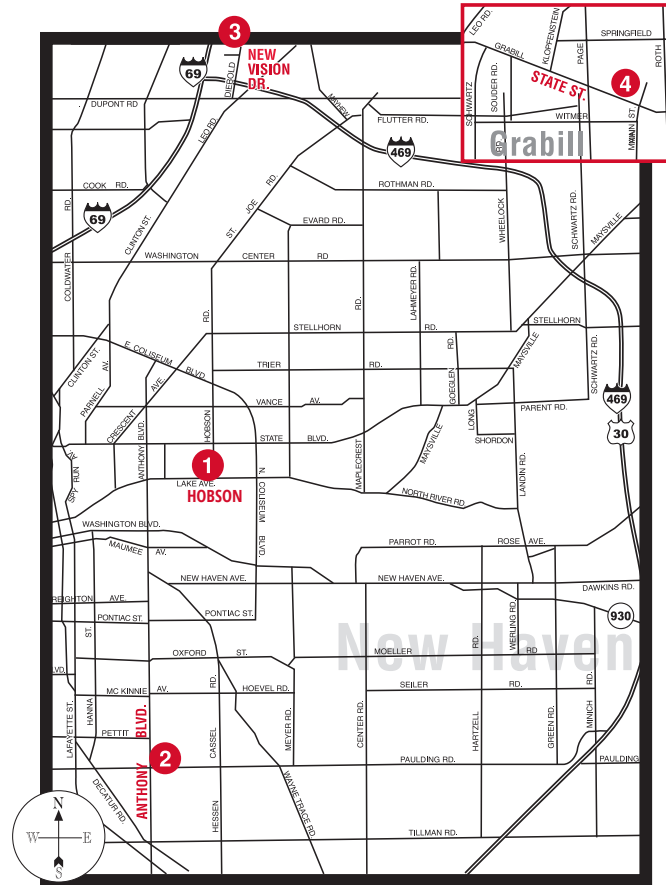 3
NEW
VISION
DR.
69
DIEBOLD
LEO RD.
DUPONT RD
MAYHEW
FLUTTER RD.
469
LEO RD.
GRABILL
KLOPFENSTEIN
SPRINGFIELD
PAGE
ROTH
SCHWARTZ
SOUDER RD.
STATE ST.
4
WITMER
MAIN ST.
RD.
Grabill
COOK RD.
ROTHMAN RD.
69
RD.
COLDWATER
CLINTON ST.
ST. JOE RD.
EVARD RD.
WHEELOCK
SCHWARTZ RD.
MAYSVILLE
WASHINGTON CENTER RD
LAHMEYER RD.
RD.
RD.
STELLHORN RD.
STELLHORN
E COLISEUM BLVD
CLINTON ST.
PARNELL AV.
CRESCENT AVE.
TRIER RD.
GOEGLEN RD.
MAYSVILLE
SCHWARTZ RD.
469
30
VANCE AV.
PARENT RD.
LONG
SHORDON
ANTHONY BLVD.
HOBSON
STATE BLVD.
MAYSVILLE
SPY RUN AV
1
LAKE AVE.
HOBSON
N. COLISEUM BLVD.
MAPLECREST
LANDIN RD.
NORTH RIVER RD
WASHINGTON BLVD.
MAUMEE AV.
PARROT RD.
ROSE AVE.
NEW HAVEN AVE.
NEW HAVEN AVE.
DAWKINS RD.
REIGHTON AVE.
PONTIAC ST.
PONTIAC ST.
930
WERLING RD.
New Haven
OXFORD ST.
MOELLER RD
LVD.
HANNA ST.
MC KINNIE AV.
HOEVEL RD.
SEILER RD.
LAFAYETTE ST.
PETTIT
ANTHONY BLVD.
CASSEL RD.
MEYER RD.
CENTER RD.
HARTZELL RD.
GREEN RD.
MINICH RD.
2
PAULDING RD.
PAULDING
DECATUR RD.
HESSEN
WAYNE TRACE RD.
TILLMAN RD.
N
W
E
S